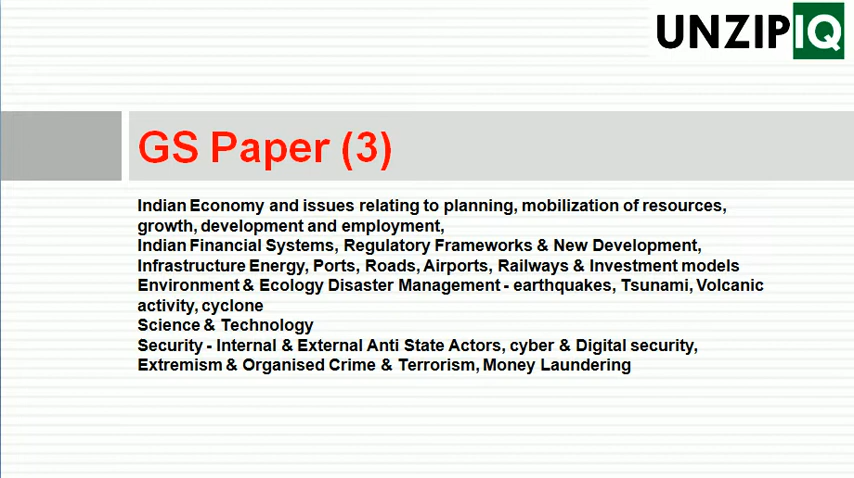 UNZIPIQ
GS Paper (3)
Indian Economy and issues relating to planning, mobilization of resources,
growth, development and employment,
Indian Financial Systems, Regulatory Frameworks & New Development,
Infrastructure Energy, Ports, Roads, Airports, Railways & Investment models
Environment & Ecology Disaster Management - earthquakes, Tsunami, Volcanic
activity, cyclone
Science & Technology
Security - Internal & External Anti State Actors, cyber & Digital security,
Extremism & Organised Crime & Terrorism, Money Laundering